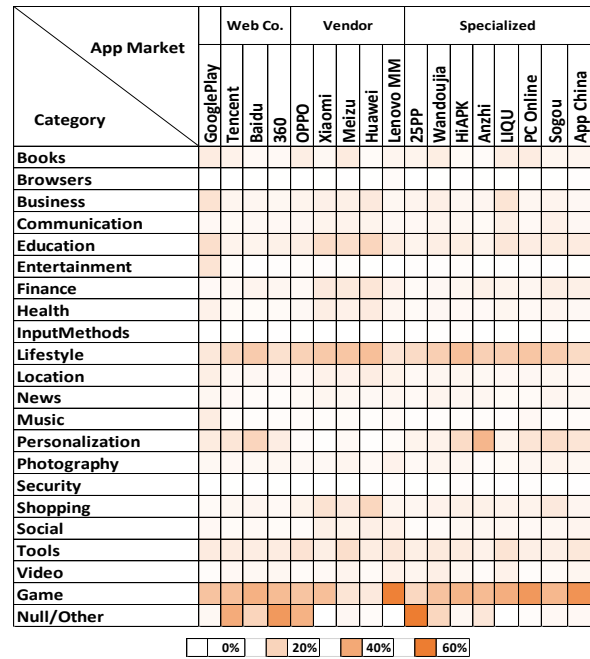 Web Co. Vendor Specialized
App Market
Category
GooglePlay Tencent Baidu 360 OPPO Xiaomi Meizu Huawei Lenovo MM 25PP Wandoujia HiAPK Anzhi LIQU PC Online Sogou App China
Books
Browsers
Business
Communication
Education
Entertainment
Finance
Health
InputMethods
Lifestyle
Location
News
Music
Personalization
Photography
Security
Shopping
Social
Tools
Video
Game
Null/Other
0% 20% 40% 60%